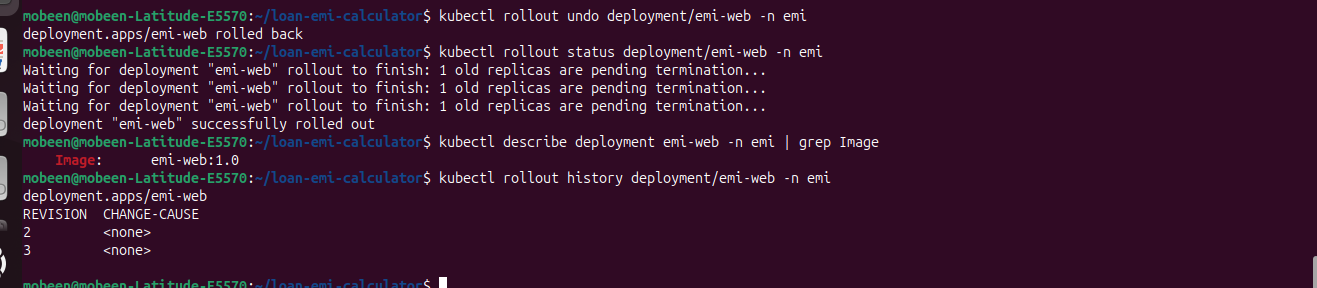 mobeen@mobeen-Latitude-E5570:~/loan-emi-calculator$ kubectl rollout undo deployment/emi-web -n emi
deployment.apps/emi-web rolled back
mobeen@mobeen-Latitude-E5570:~/loan-emi-calculator$ kubectl rollout status deployment/emi-web -n emi
Waiting for deployment "emi-web" rollout to finish: 1 old replicas are pending termination...
Waiting for deployment "emi-web" rollout to finish: 1 old replicas are pending termination...
Waiting for deployment "emi-web" rollout to finish: 1 old replicas are pending termination...
deployment "emi-web" successfully rolled out
mobeen@mobeen-Latitude-E5570:~/loan-emi-calculator$ kubectl describe deployment emi-web -n emi | grep Image
    Image:      emi-web:1.0
mobeen@mobeen-Latitude-E5570:~/loan-emi-calculator$ kubectl rollout history deployment/emi-web -n emi
deployment.apps/emi-web
REVISION  CHANGE-CAUSE
2         <none>
3         <none>
mobeen@mobeen-Latitude-E5570:~/loan-emi-calculator$